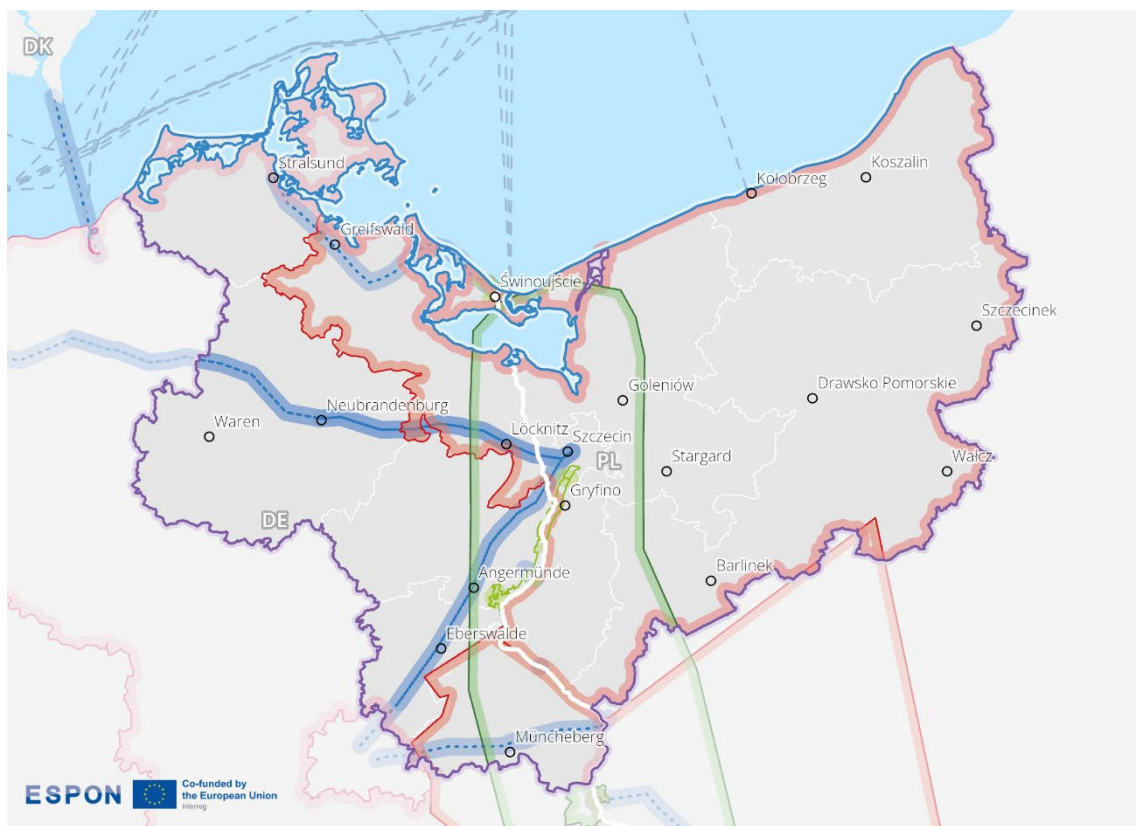 DK
Stralsund
Koszalin
Kołobrzeg
Greifswald
Świnoujście
Szczecinek
Goleniów
Drawsko Pomorskie
Neubrandenburg
Waren
Löcknitz
Szczecin
PL
Stargard
Wałcz
Gryfino
DE
Angermünde
Barlinek
Eberswalde
Müncheberg
ESPON
Co-funded by
the European Union
Interreg